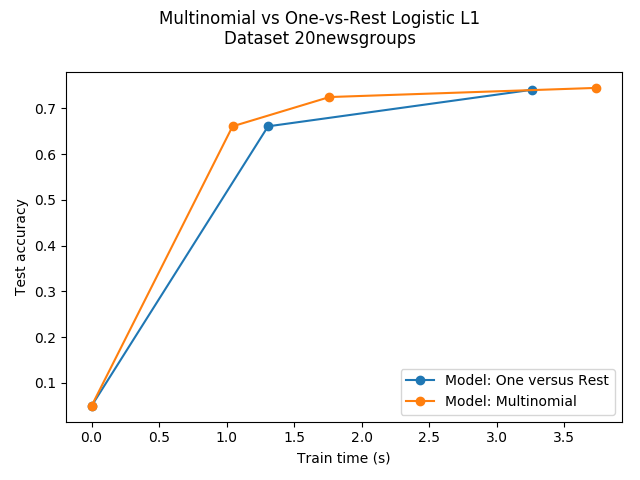 Multinomial vs One-vs-Rest Logistic L1
Dataset 20newsgroups
Test accuracy
0.7
0.6
0.5
0.4
0.3
0.2
0.1
0.0 0.5 1.0 1.5 2.0 2.5 3.0 3.5
Train time (s)
Model: One versus Rest
Model: Multinomial